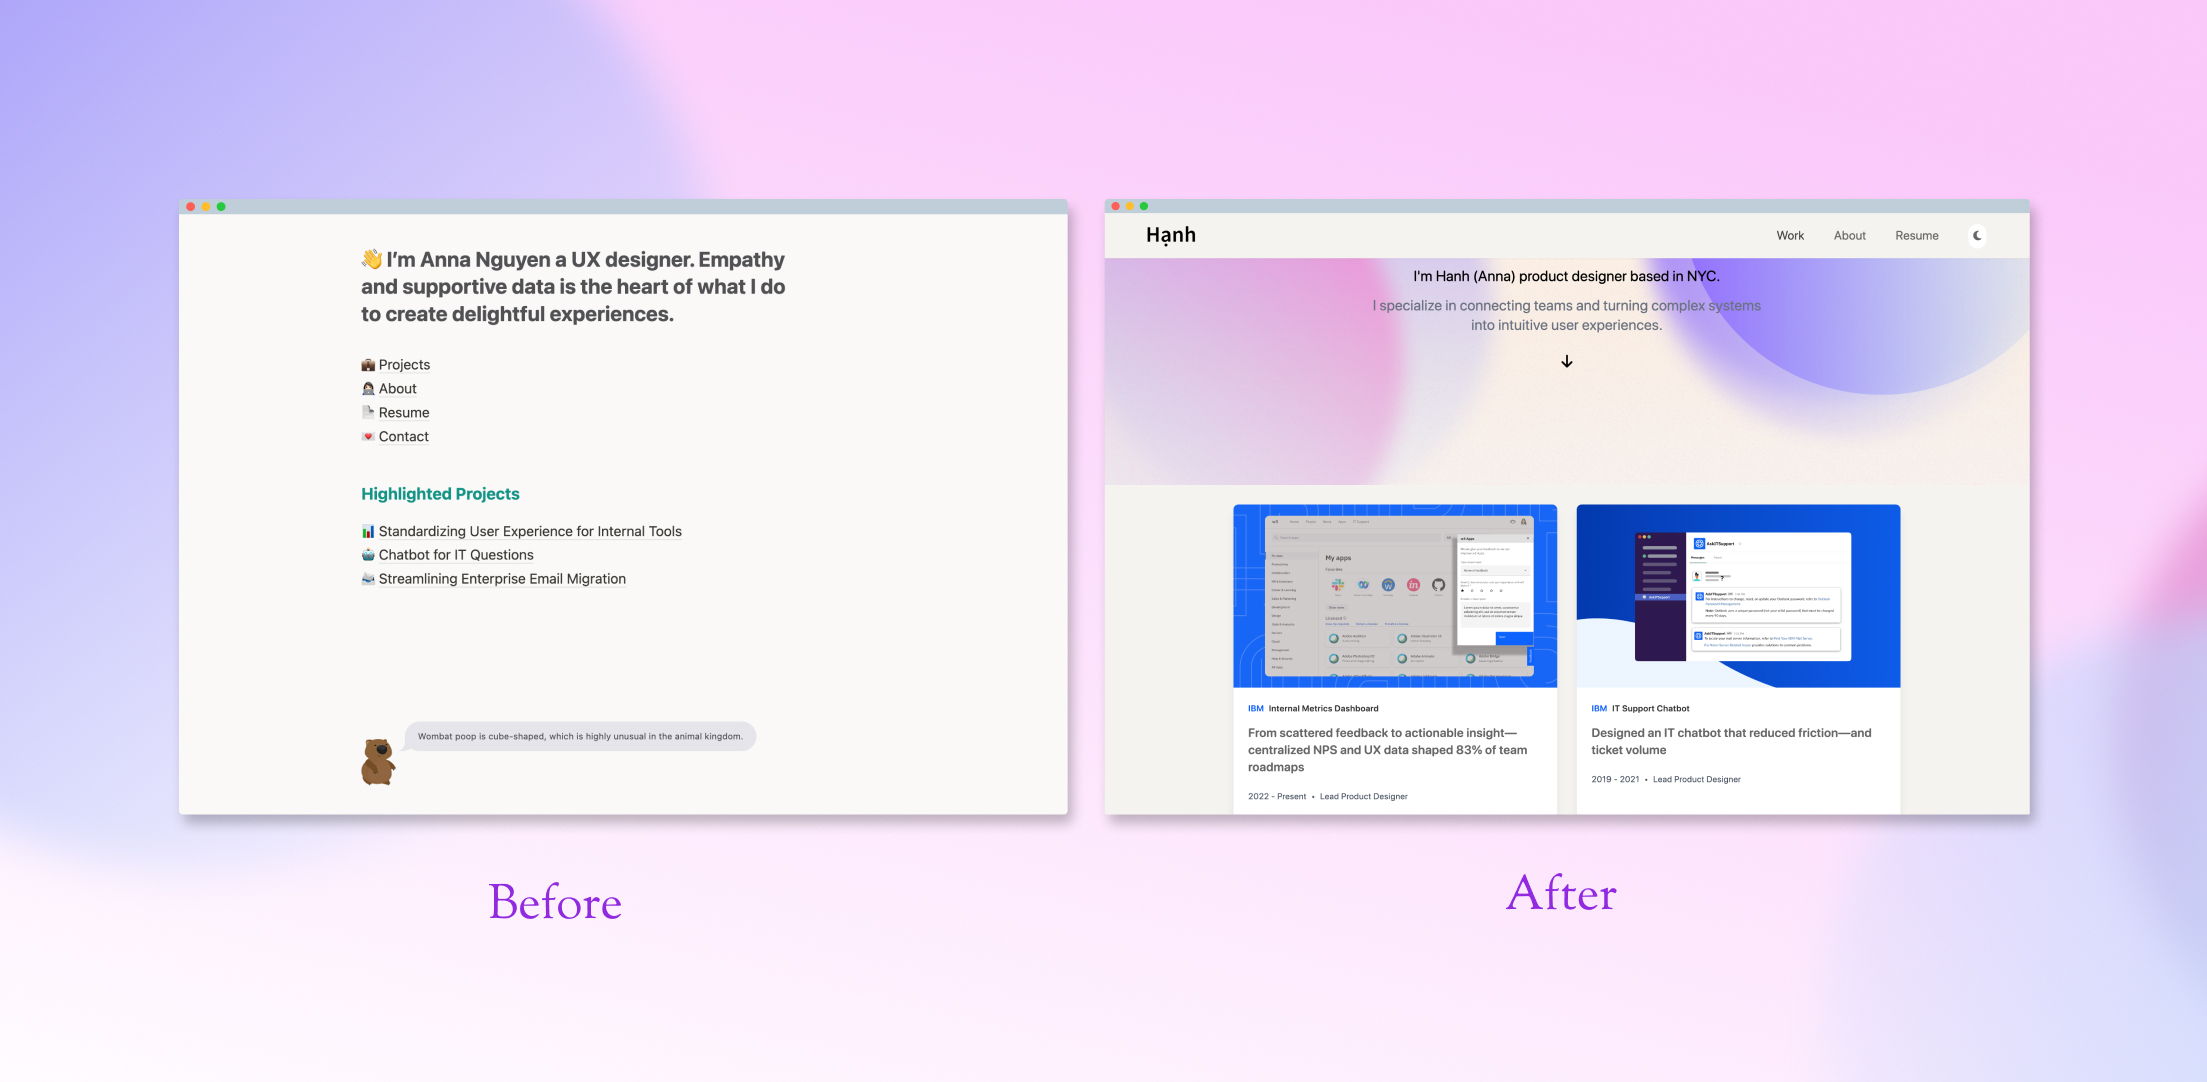 👋 I'm Anna Nguyen a UX designer. Empathy
and supportive data is the heart of what I do
to create delightful experiences.
Projects
About
Resume
Contact
Highlighted Projects
Standardizing User Experience for Internal Tools
Chatbot for IT Questions
Streamlining Enterprise Email Migration
Wombat poop is cube-shaped, which is highly unusual in the animal kingdom.
Before
Hạnh
Work
About
Resume
I'm Hanh (Anna) product designer based in NYC.
I specialize in connecting teams and turning complex systems
into intuitive user experiences.
My apps
AskITSupport
IBM Internal Metrics Dashboard
From scattered feedback to actionable insight—
centralized NPS and UX data shaped 83% of team
roadmaps
2022 - Present • Lead Product Designer
IBM IT Support Chatbot
Designed an IT chatbot that reduced friction—and
ticket volume
2019 - 2021 • Lead Product Designer
After